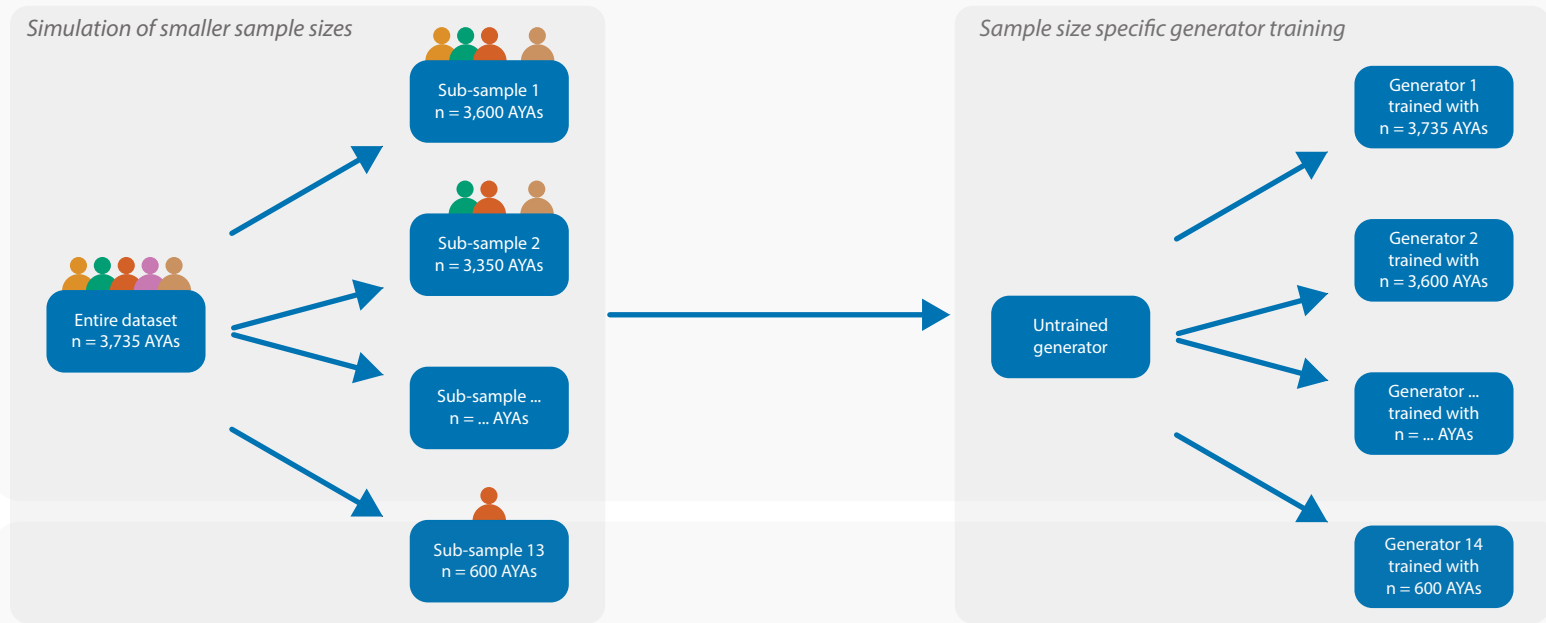 Simulation of smaller sample sizes
Sub-sample 1
n = 3,600 AYAs
Sub-sample 2
n = 3,350 AYAs
Entire dataset
n = 3,735 AYAs
Sub-sample ...
n = ... AYAs
Sub-sample 13
n = 600 AYAs
Sample size specific generator training
Generator 1
trained with
n = 3,735 AYAs
Generator 2
trained with
n = 3,600 AYAs
Untrained
generator
Generator ...
trained with
n = ... AYAs
Generator 14
trained with
n = 600 AYAs